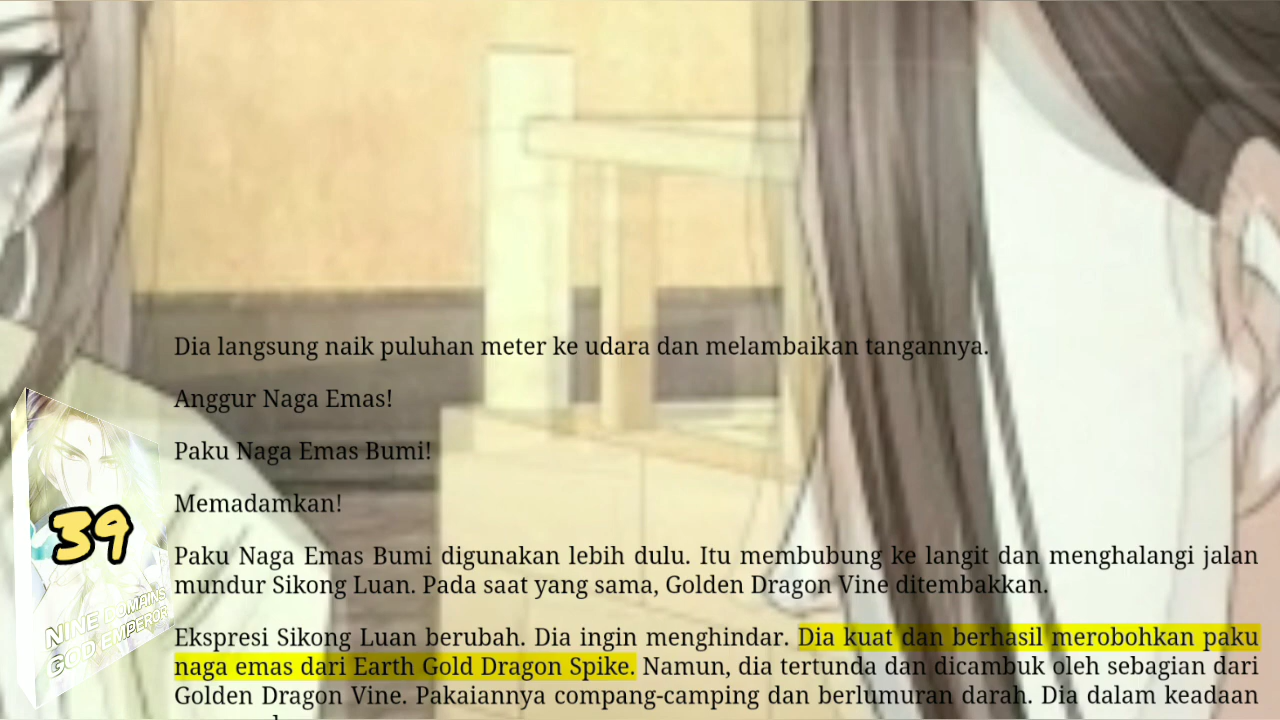 Dia langsung naik puluhan meter ke udara dan melambaikan tangannya.
Anggur Naga Emas!
Paku Naga Emas Bumi!
Memadamkan!
Paku Naga Emas Bumi digunakan lebih dulu. Itu membubung ke langit dan menghalangi jalan
mundur Sikong Luan. Pada saat yang sama, Golden Dragon Vine ditembakkan.
Ekspresi Sikong Luan berubah. Dia ingin menghindar. Dia kuat dan berhasil merobohkan paku
naga emas dari Earth Gold Dragon Spike. Namun, dia tertunda dan dicambuk oleh sebagian dari
Golden Dragon Vine. Pakaiannya compang-camping dan berlumuran darah. Dia dalam keadaan
39
NINE DOMAINS
GOD EMPEROR